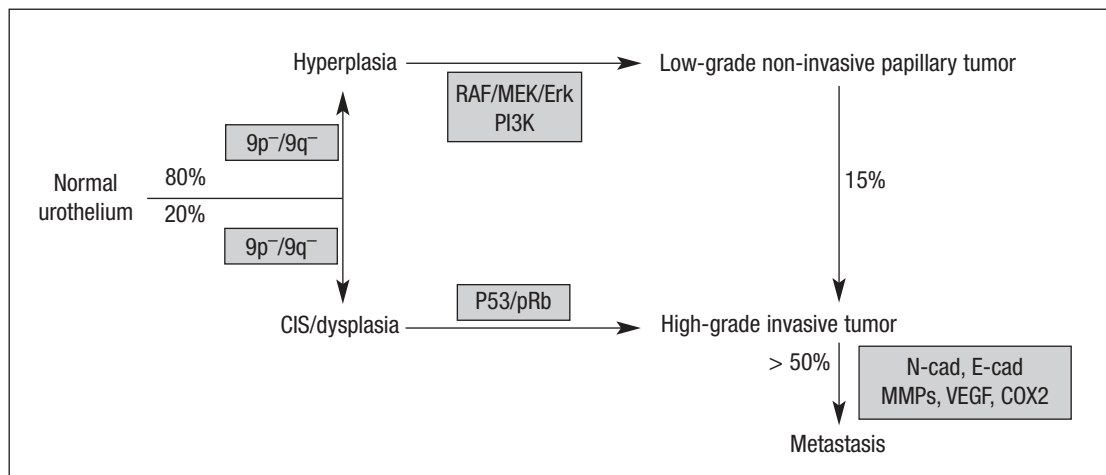 Hyperplasia
Low-grade non-invasive papillary tumor
RAF/MEK/Erk
PI3K
9p⁻/9q⁻
80%
Normal
urothelium
20%
15%
9p⁻/9q⁻
P53/pRb
CIS/dysplasia
High-grade invasive tumor
> 50%
N-cad, E-cad
MMPs, VEGF, COX2
Metastasis